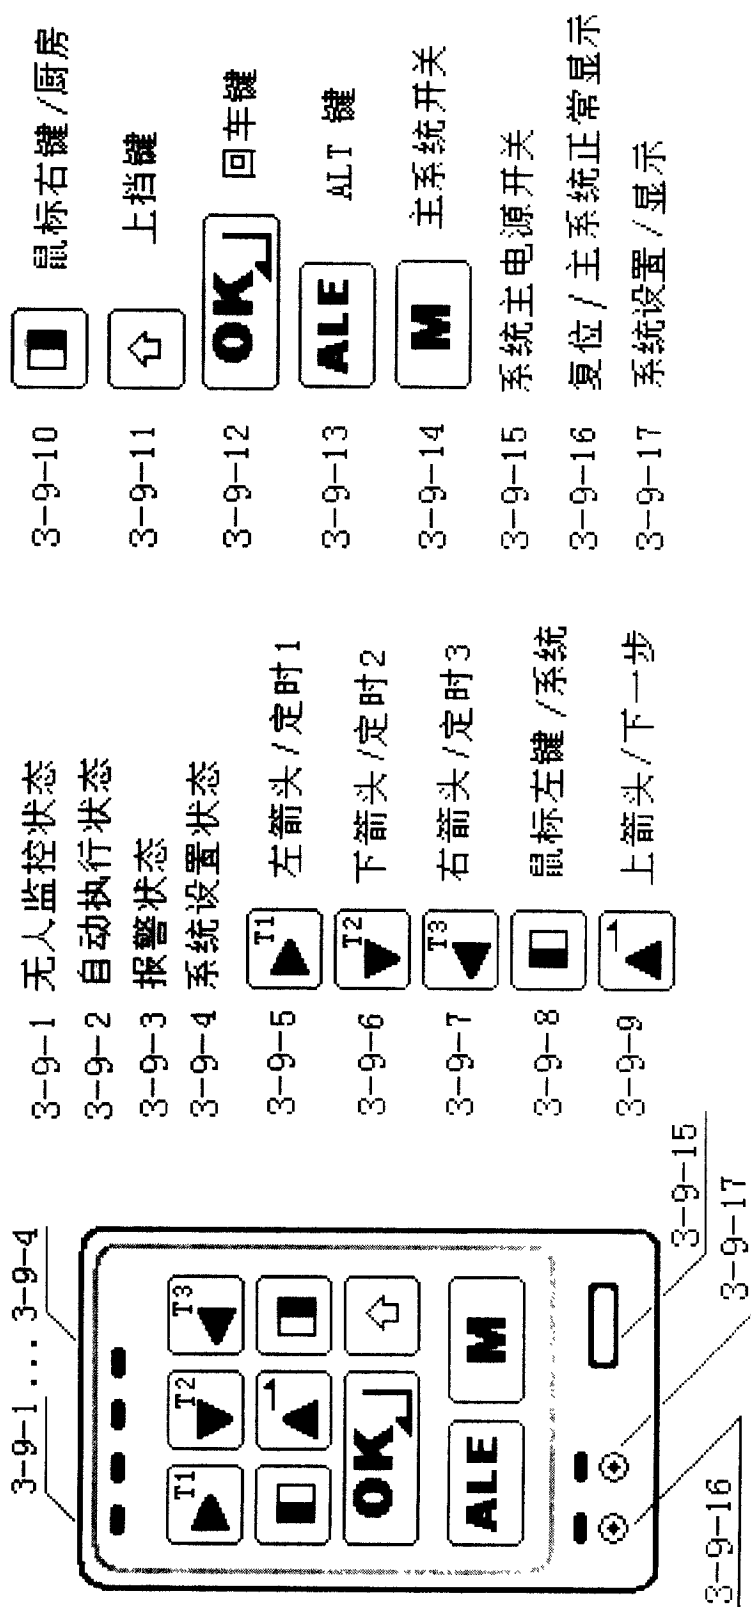 3-9-1 ... 3-9-4
T1
T2
T3
OK
ALE
M
3-9-15
3-9-16
3-9-17
3-9-1 无人监控状态
3-9-2 自动执行状态
3-9-3 报警状态
3-9-4 系统设置状态
3-9-5 T1 左箭头/定时1
3-9-6 T2 下箭头/定时2
3-9-7 T3 右箭头/定时3
3-9-8 鼠标左键/系统
3-9-9 上箭头/下一步
3-9-10 鼠标右键/厨房
3-9-11 上挡键
3-9-12 OK 回车键
3-9-13 ALE ALT 键
3-9-14 M 主系统开关
3-9-15 系统主电源开关
3-9-16 复位/主系统正常显示
3-9-17 系统设置/显示